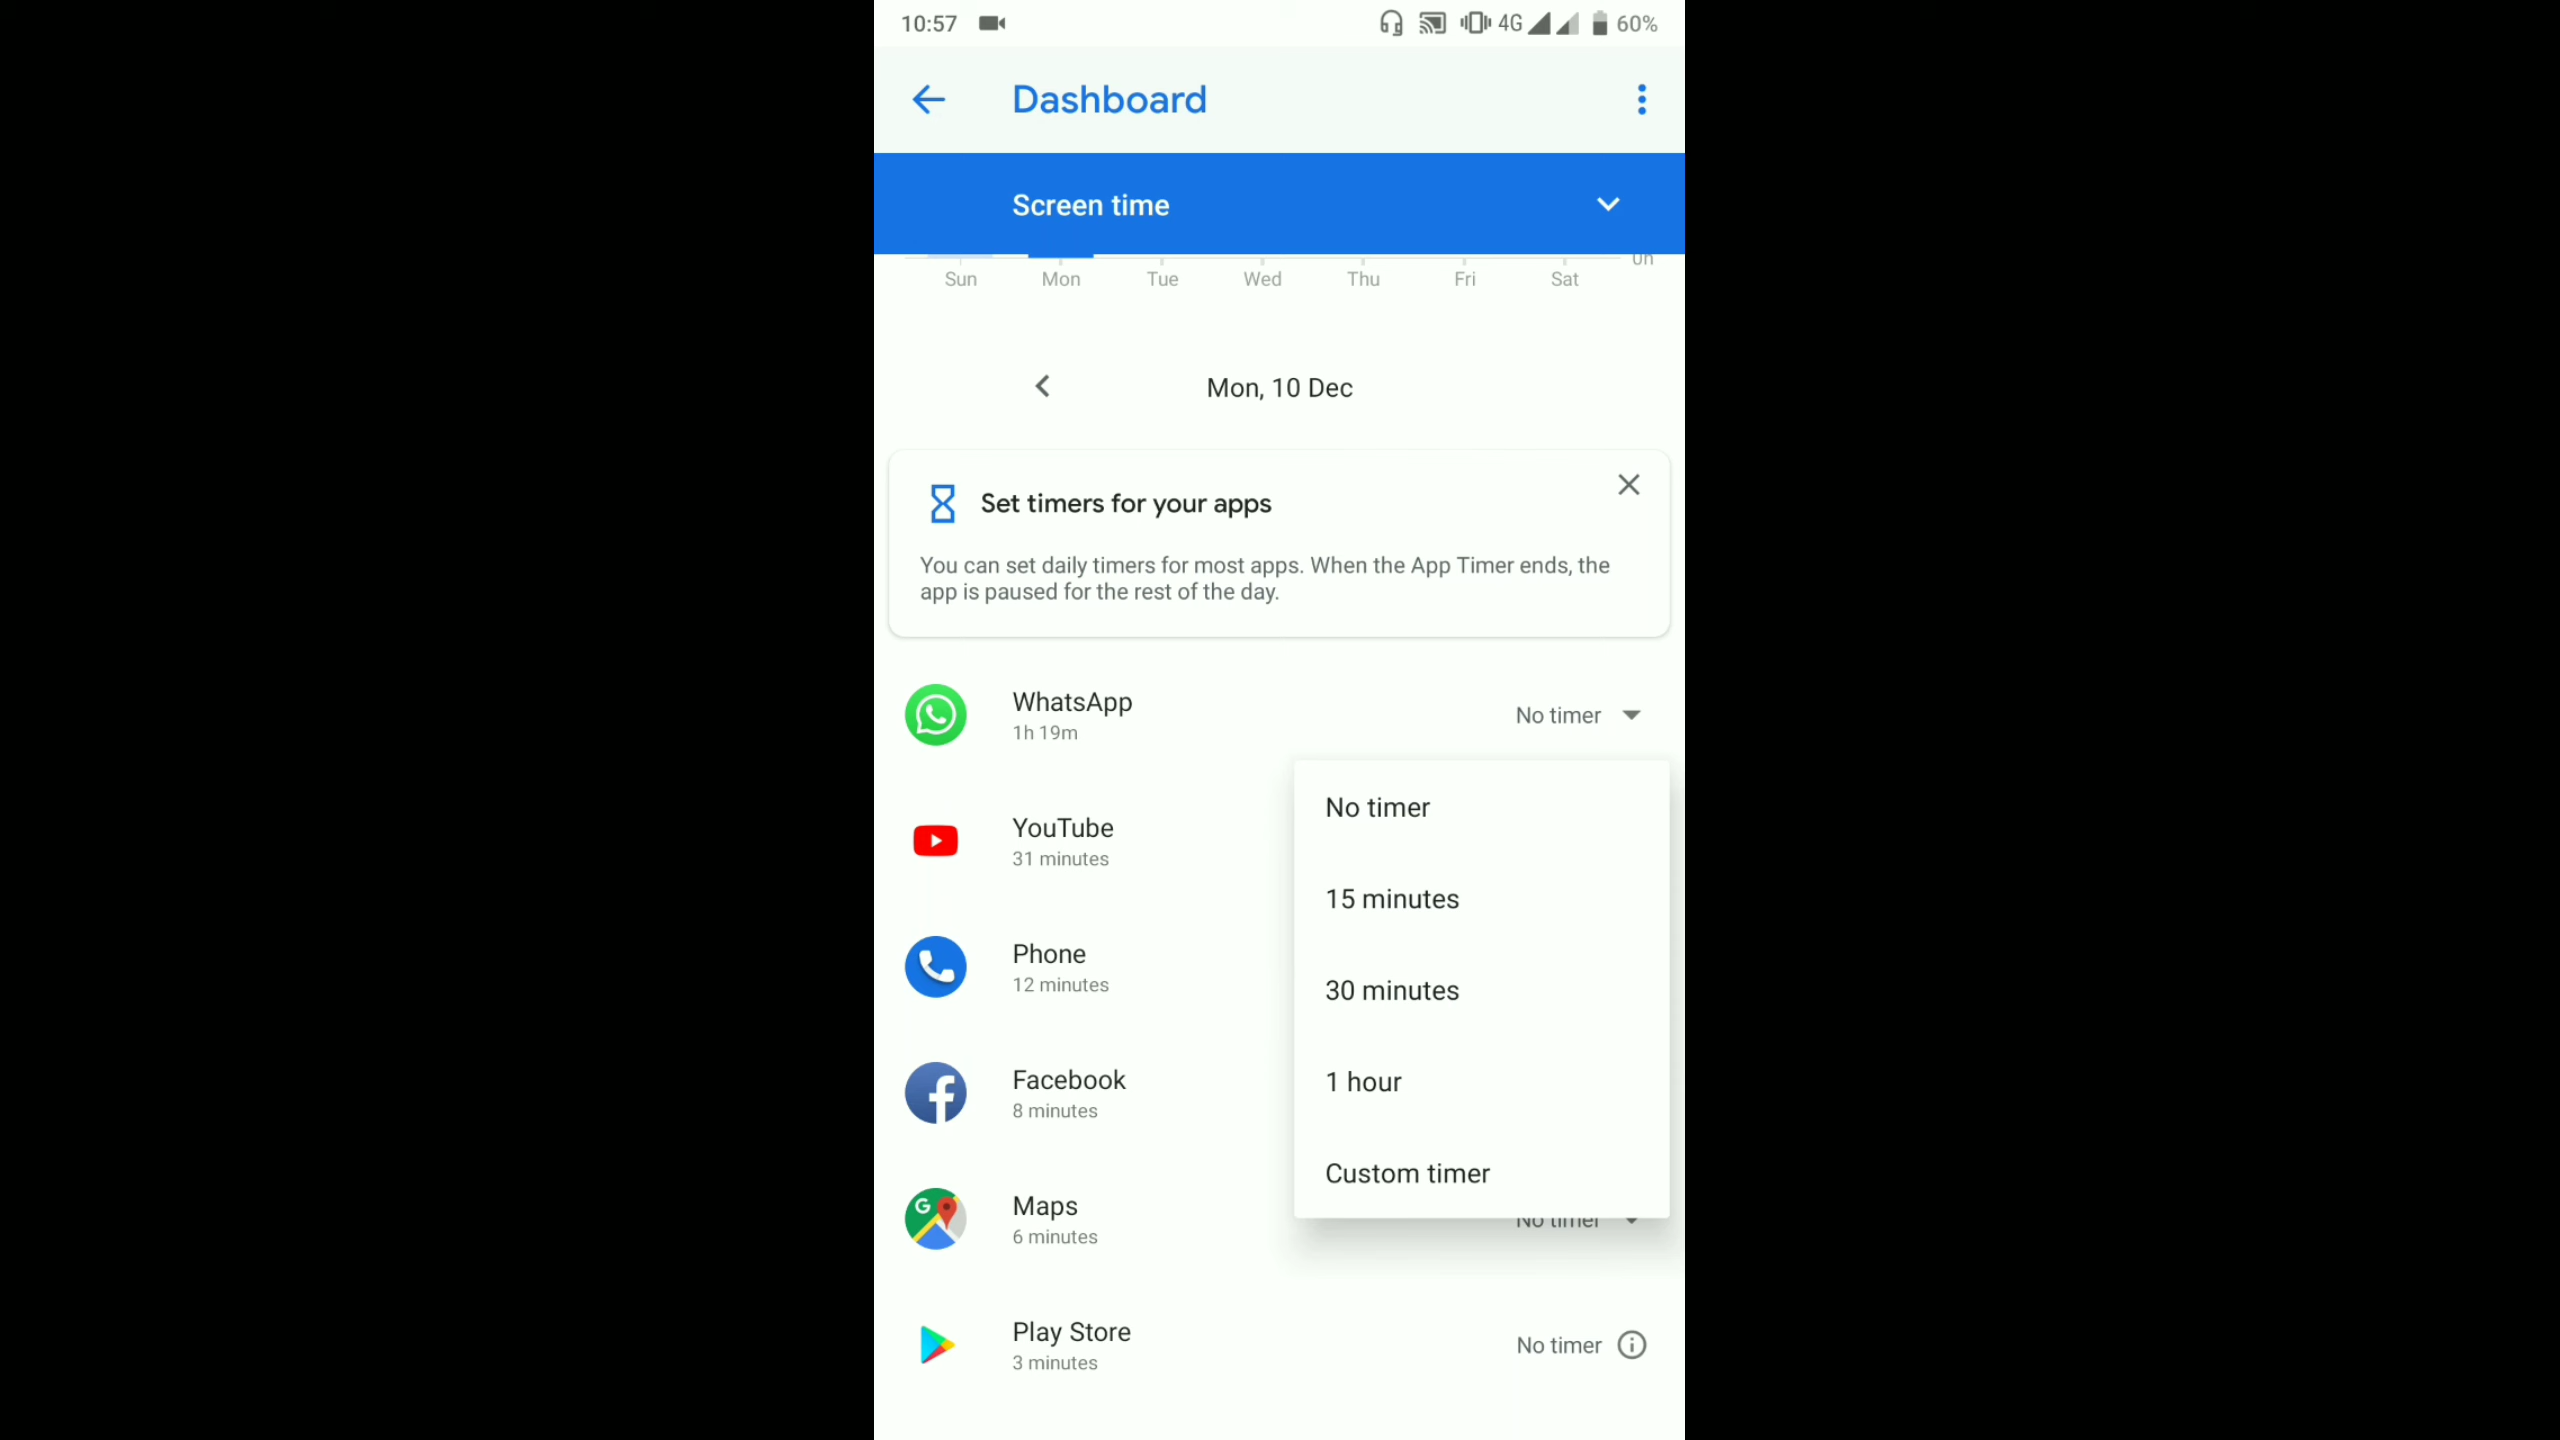 10:57 4G 60%
Dashboard
Screen time
0h
Sun Mon Tue Wed Thu Fri Sat
Mon, 10 Dec
Set timers for your apps
You can set daily timers for most apps. When the App Timer ends, the
app is paused for the rest of the day.
WhatsApp
1h 19m
No timer
YouTube
31 minutes
Phone
12 minutes
Facebook
8 minutes
Maps
6 minutes
No timer
15 minutes
30 minutes
1 hour
Custom timer
No timer
Play Store
3 minutes
No timer